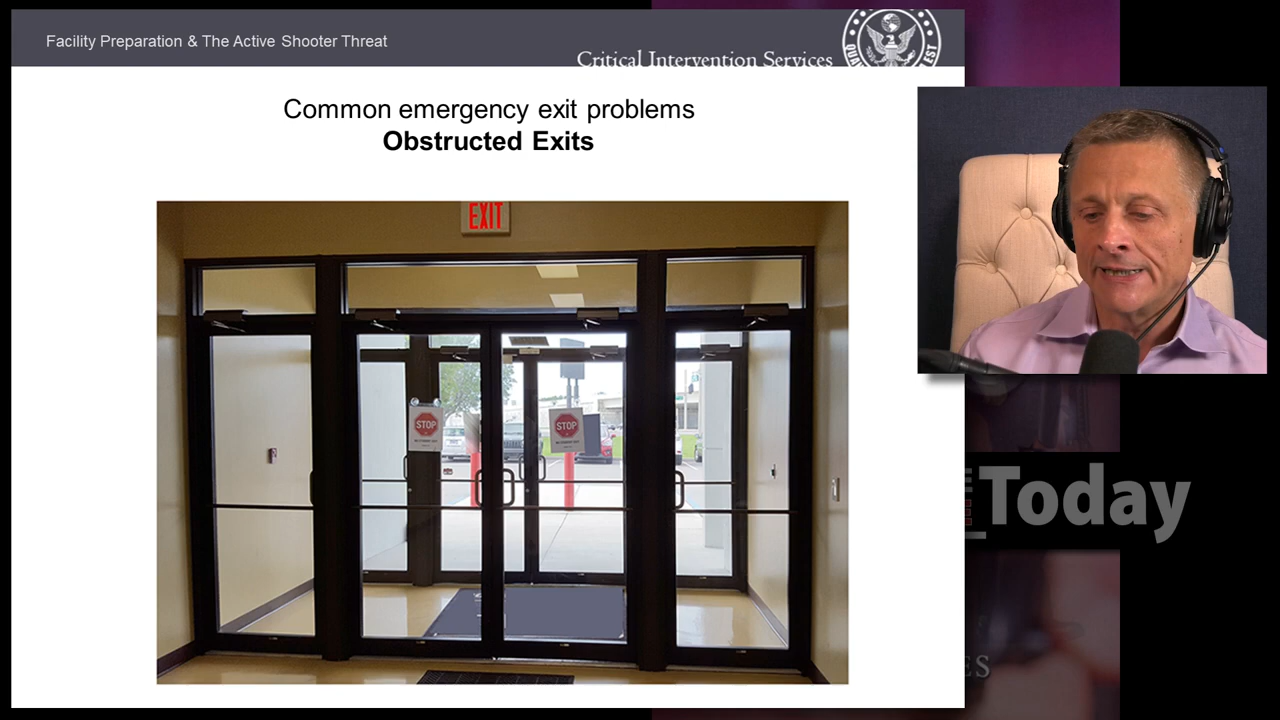 Facility Preparation & The Active Shooter Threat
Critical Intervention Services
Common emergency exit problems
Obstructed Exits
EXIT
STOP
STOP
Today